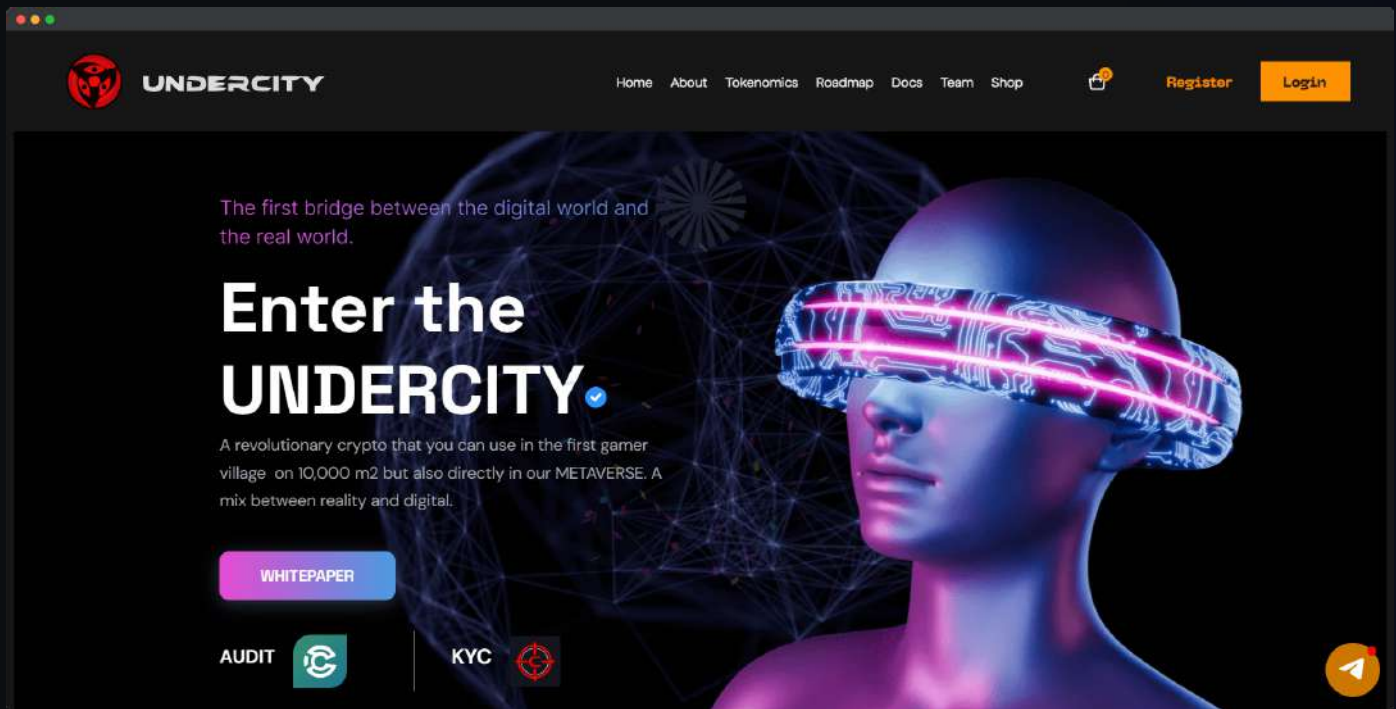 UNDERCITY
Home About Tokenomics Roadmap Docs Team Shop
0
Register
Login
The first bridge between the digital world and
the real world.
Enter the
UNDERCITY
A revolutionary crypto that you can use in the first gamer
village on 10,000 m2 but also directly in our METAVERSE. A
mix between reality and digital.
WHITEPAPER
AUDIT
KYC